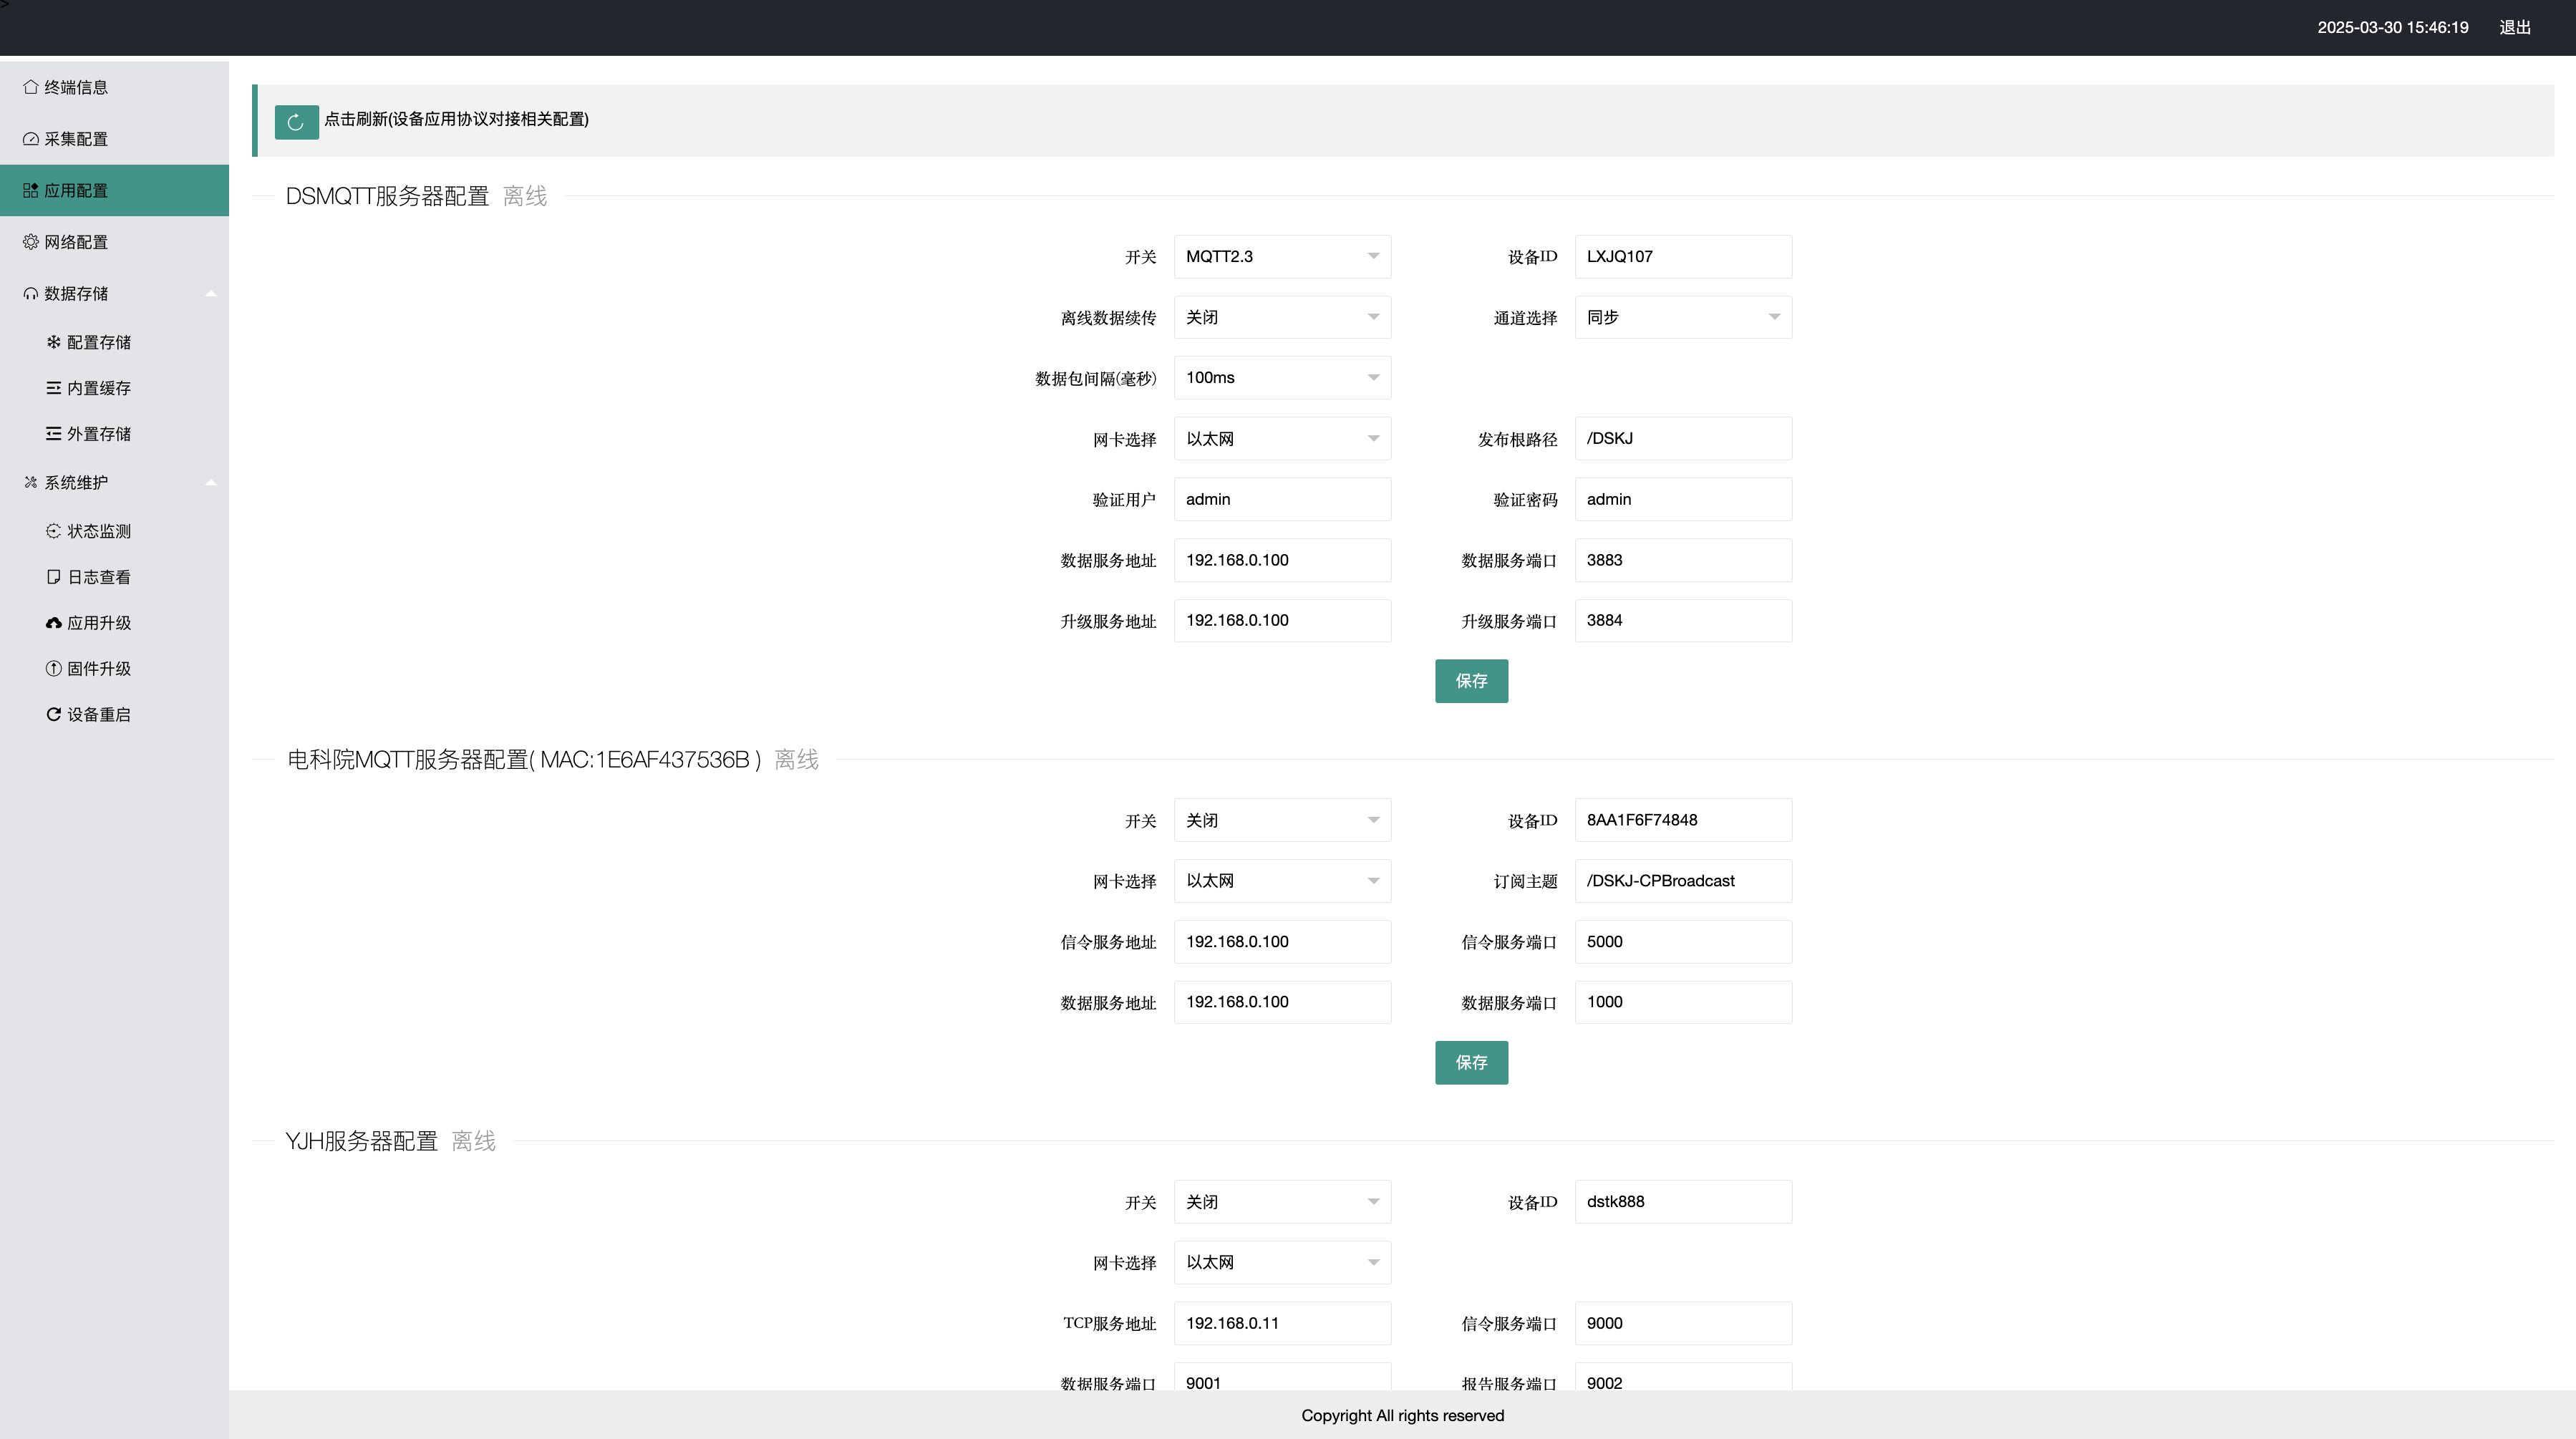 >
2025-03-30 15:46:19 退出
终端信息
采集配置
应用配置
网络配置
数据存储
配置存储
内置缓存
外置存储
系统维护
状态监测
日志查看
应用升级
固件升级
设备重启
点击刷新(设备应用协议对接相关配置)
DSMQTT服务器配置 离线
开关 MQTT2.3 设备ID LXJQ107
离线数据续传 关闭 通道选择 同步
数据包间隔(毫秒) 100ms
网卡选择 以太网 发布根路径 /DSKJ
验证用户 admin 验证密码 admin
数据服务地址 192.168.0.100 数据服务端口 3883
升级服务地址 192.168.0.100 升级服务端口 3884
保存
电科院MQTT服务器配置( MAC:1E6AF437536B ) 离线
开关 关闭 设备ID 8AA1F6F74848
网卡选择 以太网 订阅主题 /DSKJ-CPBroadcast
信令服务地址 192.168.0.100 信令服务端口 5000
数据服务地址 192.168.0.100 数据服务端口 1000
保存
YJH服务器配置 离线
开关 关闭 设备ID dstk888
网卡选择 以太网
TCP服务地址 192.168.0.11 信令服务端口 9000
数据服务端口 9001 报告服务端口 9002
Copyright All rights reserved